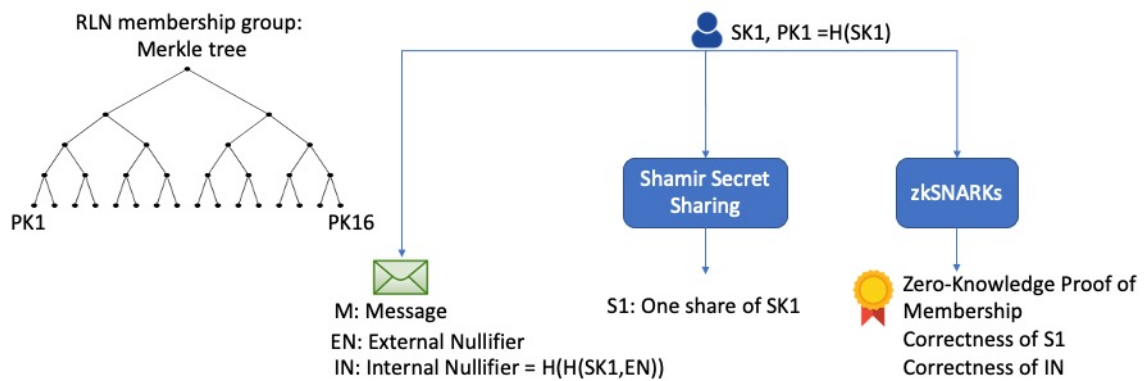 RLN membership group:
Merkle tree
PK1
PK16
SK1, PK1 =H(SK1)
Shamir Secret
Sharing
zkSNARKs
M: Message
EN: External Nullifier
IN: Internal Nullifier = H(H(SK1,EN))
S1: One share of SK1
Zero-Knowledge Proof of
Membership
Correctness of S1
Correctness of IN